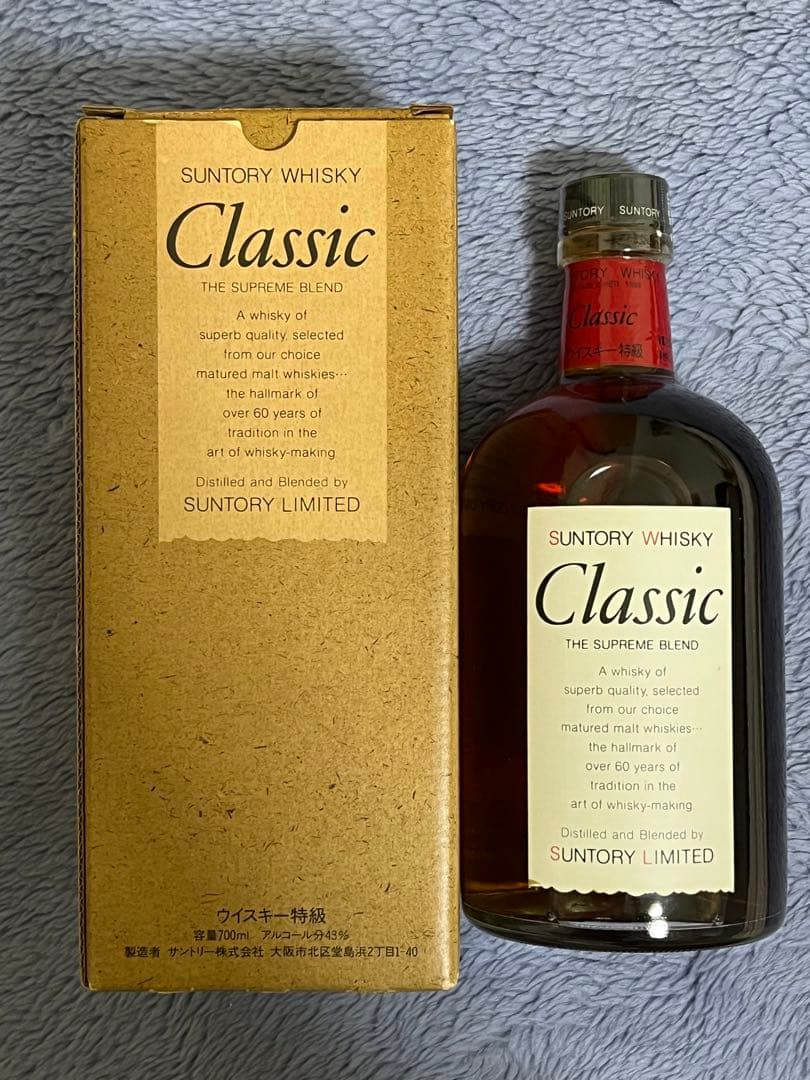 SUNTORY WHISKY
Classic
THE SUPREME BLEND
A whisky of
superb quality, selected
from our choice
matured malt whiskies…
the hallmark of
over 60 years of
tradition in the
art of whisky-making
Distilled and Blended by
SUNTORY LIMITED
ウイスキー特級
容量700ml アルコール分43%
製造者 サントリー株式会社 大阪市北区堂島浜2丁目1-40
SUNTORY SUNTORY
SUNTORY WHISKY
Classic
ウイスキー特級
SUNTORY WHISKY
Classic
THE SUPREME BLEND
A whisky of
superb quality, selected
from our choice
matured malt whiskies…
the hallmark of
over 60 years of
tradition in the
art of whisky-making
Distilled and Blended by
SUNTORY LIMITED